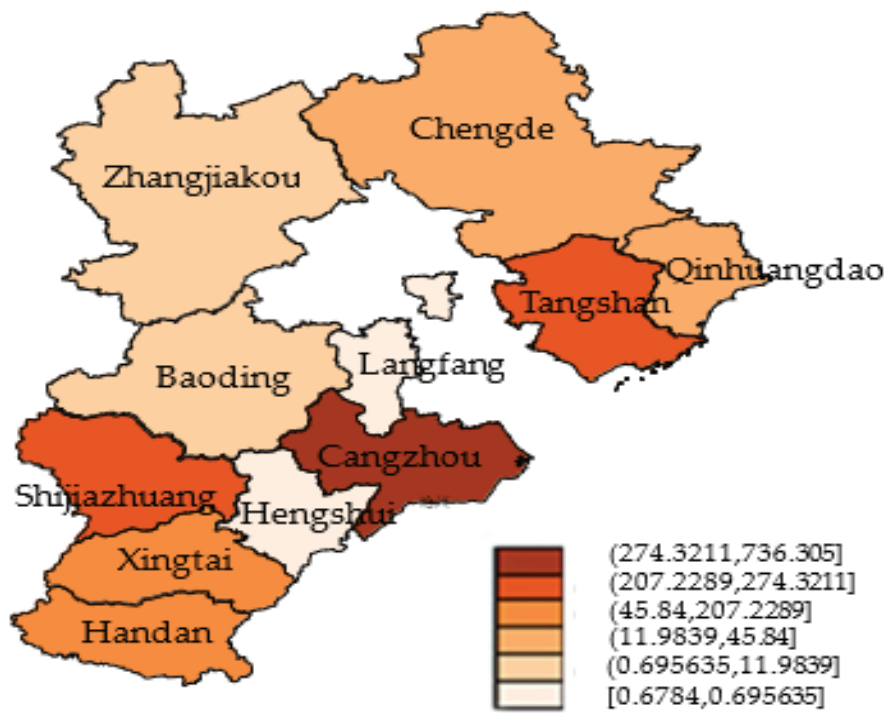 Chengde
Zhangjiakou
Qinhuangdao
Tangshan
Langfang
Baoding
Cangzhou
Shijiazhuang
Hengshui
Xingtai
Handan
(274.3211,736.305]
(207.2289,274.3211]
(45.84,207.2289]
(11.9839,45.84]
(0.695635,11.9839]
[0.6784,0.695635]